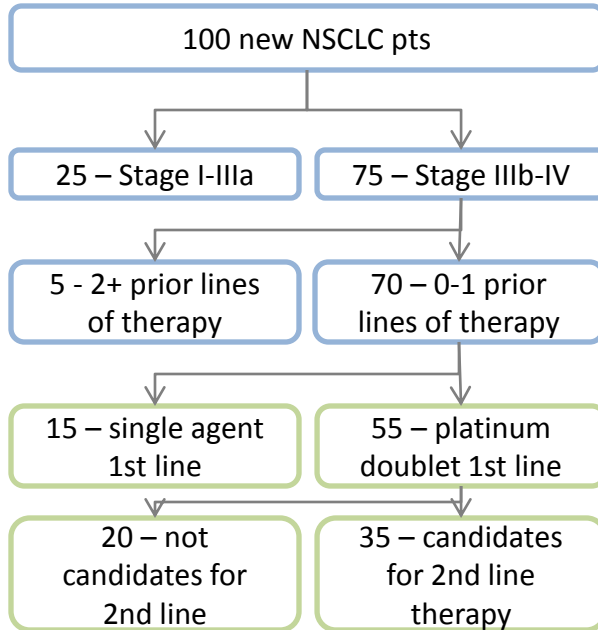 100 new NSCLC pts
25 – Stage I-IIIa
75 – Stage IIIb-IV
5 - 2+ prior lines
of therapy
70 – 0-1 prior
lines of therapy
15 – single agent
1st line
55 – platinum
doublet 1st line
20 – not
candidates for
2nd line
35 – candidates
for 2nd line
therapy